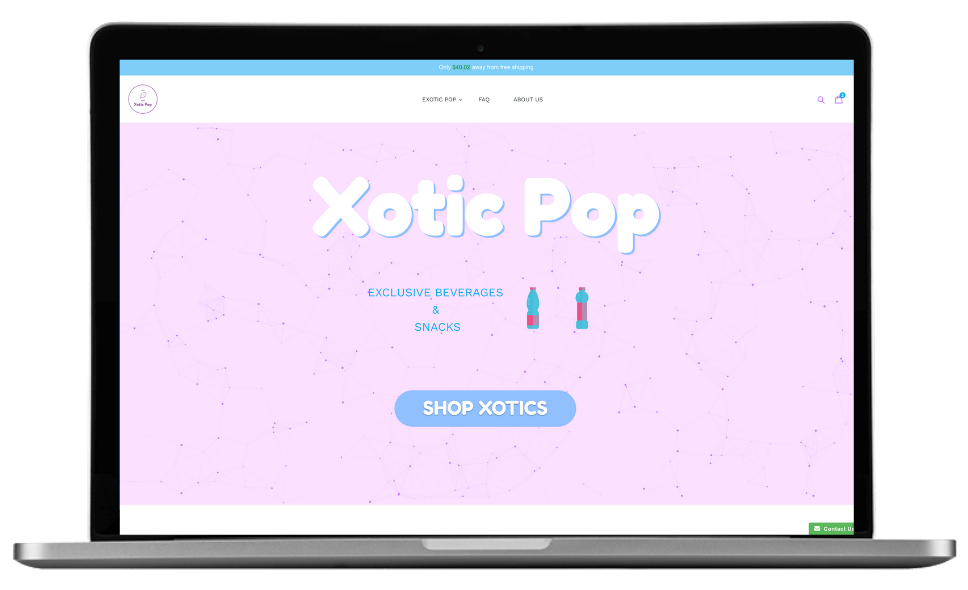 Only $40.02 away from free shipping
Xotic Pop
EXOTIC POP
FAQ
ABOUT US
2
Xotic Pop
EXCLUSIVE BEVERAGES
&
SNACKS
SHOP XOTICS
Contact Us